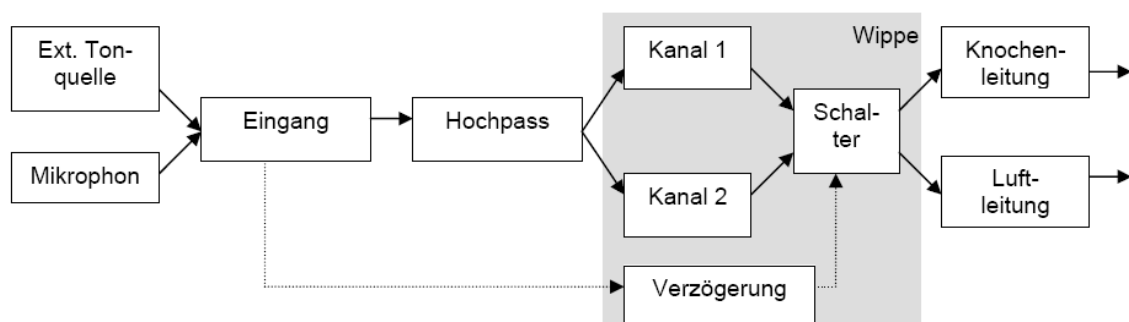 Ext. Ton-
quelle
Mikrophon
Eingang
Hochpass
Wippe
Kanal 1
Kanal 2
Verzögerung
Schal-
ter
Knochen-
leitung
Luft-
leitung